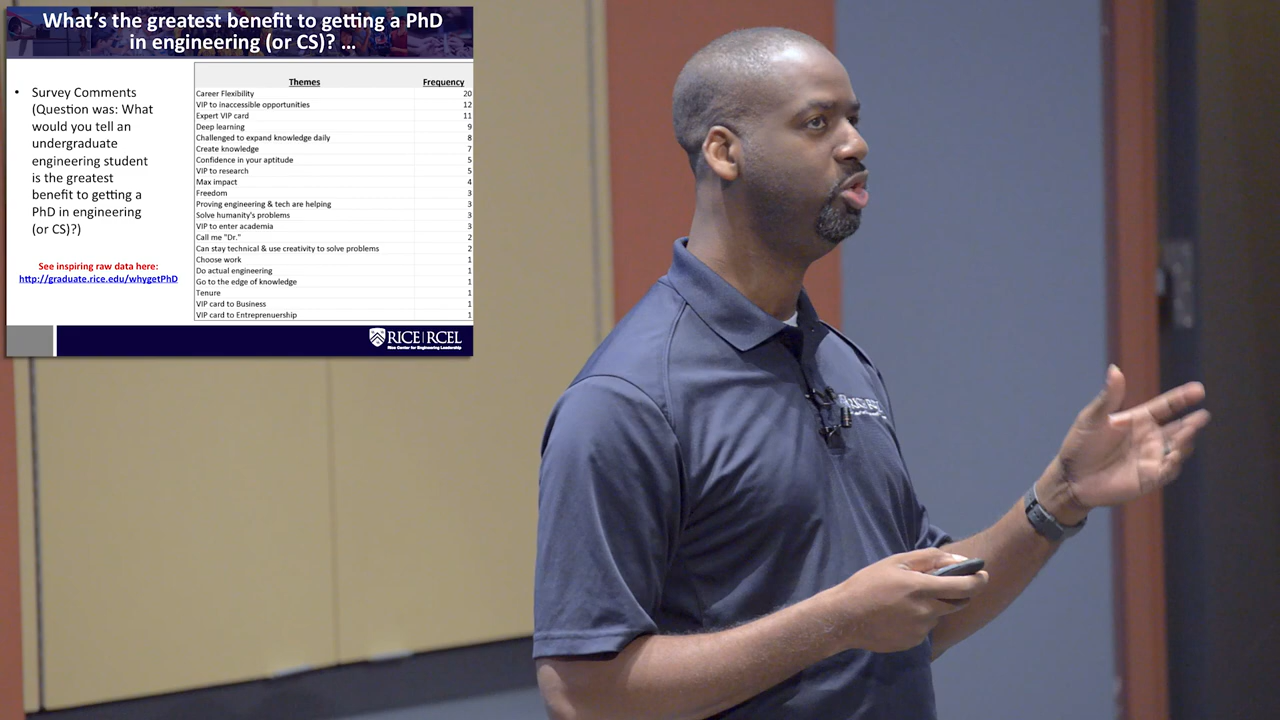 What's the greatest benefit to getting a PhD
in engineering (or CS)? ...
• Survey Comments
(Question was: What
would you tell an
undergraduate
engineering student
is the greatest
benefit to getting a
PhD in engineering
(or CS)?)
See inspiring raw data here:
http://graduate.rice.edu/whygetPhD
Themes Frequency
Career Flexibility 20
VIP to inaccessible opportunities 12
Expert VIP card 11
Deep learning 9
Challenged to expand knowledge daily 8
Create knowledge 7
Confidence in your aptitude 5
VIP to research 5
Max impact 4
Freedom 3
Proving engineering & tech are helping 3
Solve humanity's problems 3
VIP to enter academia 3
Call me "Dr." 2
Can stay technical & use creativity to solve problems 2
Choose work 1
Do actual engineering 1
Go to the edge of knowledge 1
Tenure 1
VIP card to Business 1
VIP card to Entreprenuership 1
RICE|RCEL
Rice Center for Engineering Leadership